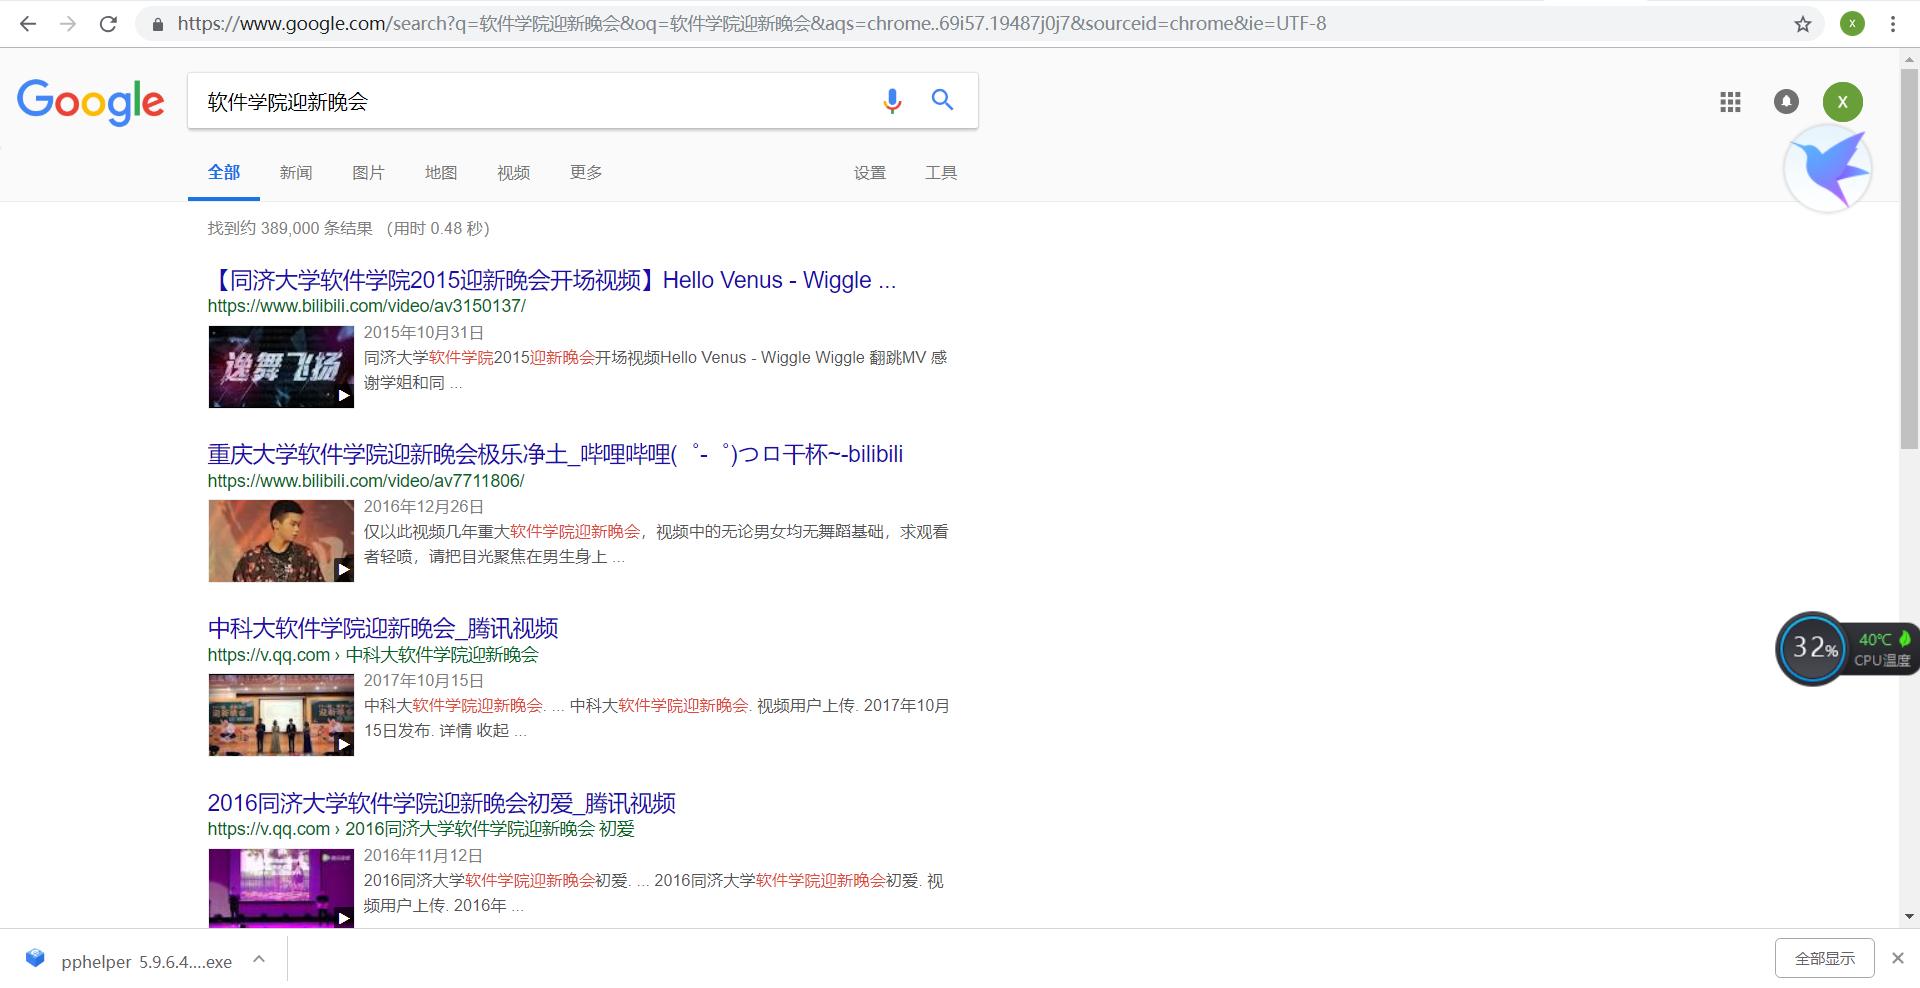 https://www.google.com/search?q=软件学院迎新晚会&oq=软件学院迎新晚会&aqs=chrome..69i57.19487j0j7&sourceid=chrome&ie=UTF-8
X
Google
软件学院迎新晚会
X
全部 新闻 图片 地图 视频 更多 设置 工具
找到约 389,000 条结果 （用时 0.48 秒）
【同济大学软件学院2015迎新晚会开场视频】Hello Venus - Wiggle ...
https://www.bilibili.com/video/av3150137/
逸舞飞扬
2015年10月31日
同济大学软件学院2015迎新晚会开场视频Hello Venus - Wiggle Wiggle 翻跳MV 感
谢学姐和同 ...
重庆大学软件学院迎新晚会极乐净土_哔哩哔哩(゜-゜)つロ干杯~-bilibili
https://www.bilibili.com/video/av7711806/
2016年12月26日
仅以此视频几年重大软件学院迎新晚会，视频中的无论男女均无舞蹈基础，求观看
者轻喷，请把目光聚焦在男生身上 ...
中科大软件学院迎新晚会_腾讯视频
https://v.qq.com › 中科大软件学院迎新晚会
2017年10月15日
中科大软件学院迎新晚会. ... 中科大软件学院迎新晚会. 视频用户上传. 2017年10月
15日发布. 详情 收起 ...
2016同济大学软件学院迎新晚会初爱_腾讯视频
https://v.qq.com › 2016同济大学软件学院迎新晚会 初爱
2016年11月12日
2016同济大学软件学院迎新晚会初爱. ... 2016同济大学软件学院迎新晚会初爱. 视
频用户上传. 2016年 ...
32%
40℃
CPU温度
pphelper_5.9.6.4....exe
全部显示